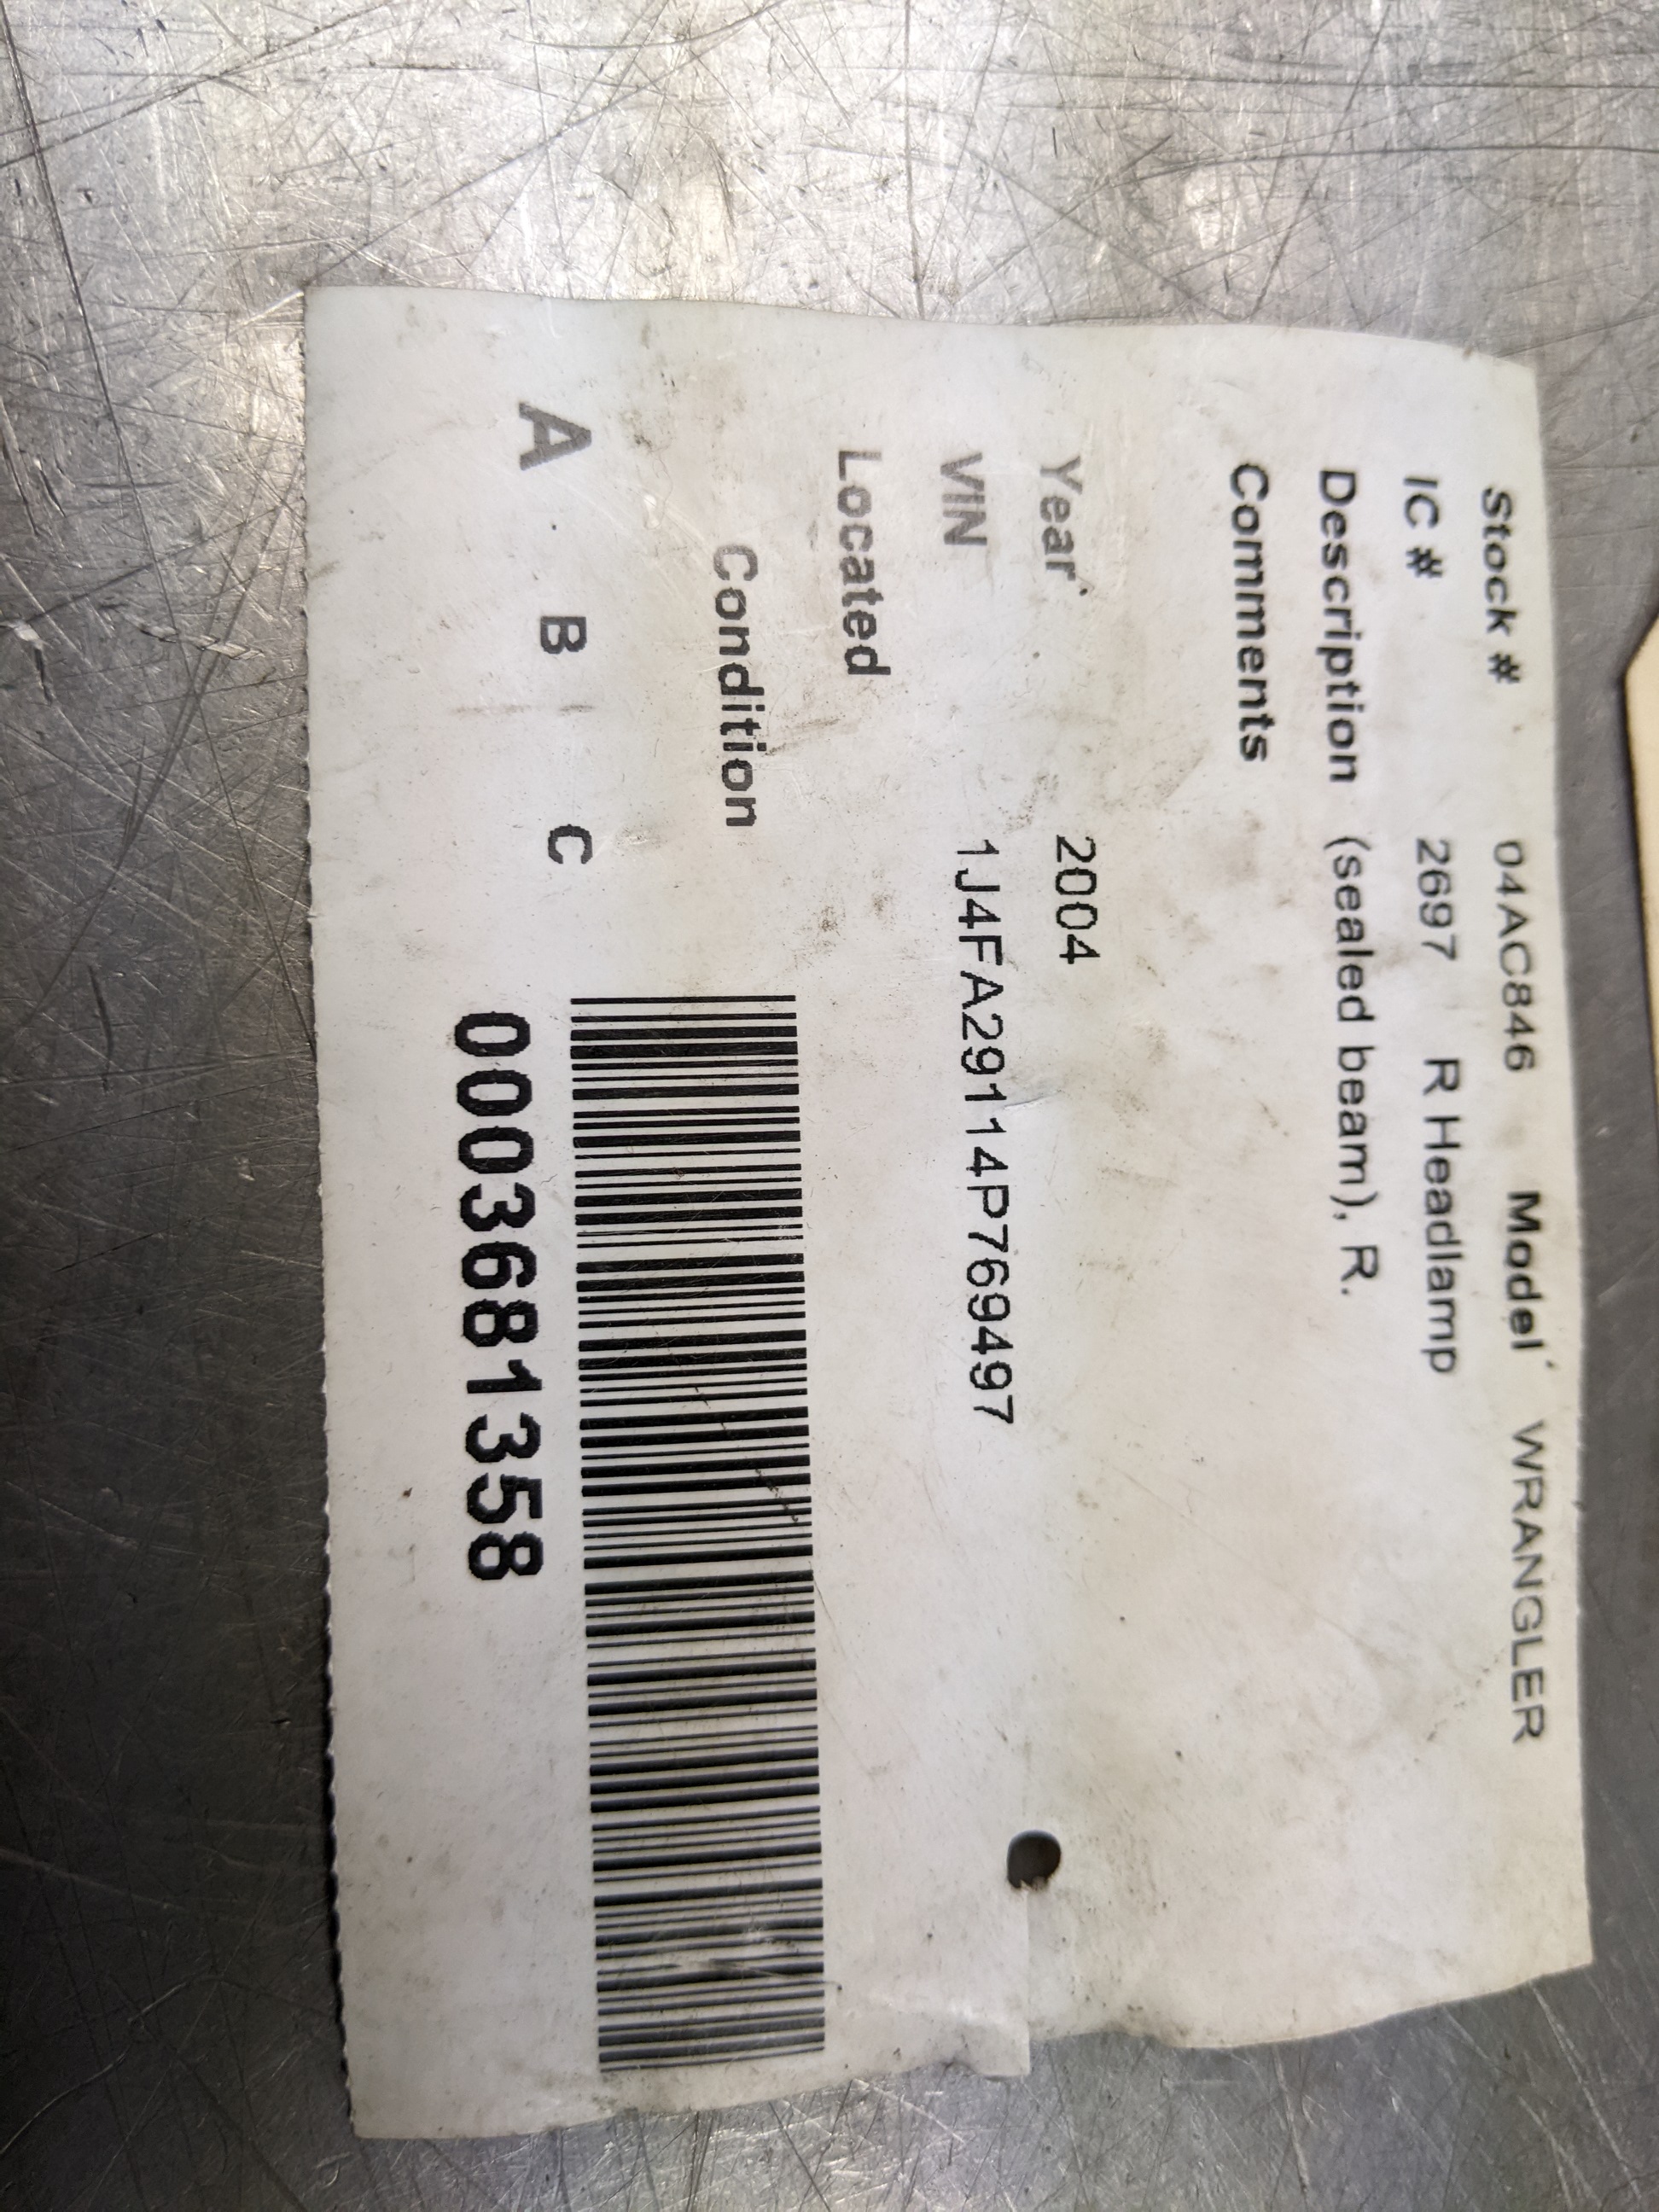 Stock # 04AC846 Model WRANGLER
IC # 2697 R Headlamp
Description (sealed beam), R.
Comments
Year 2004
VIN 1J4FA29114P769497
Located
Condition
A B C
0003681358